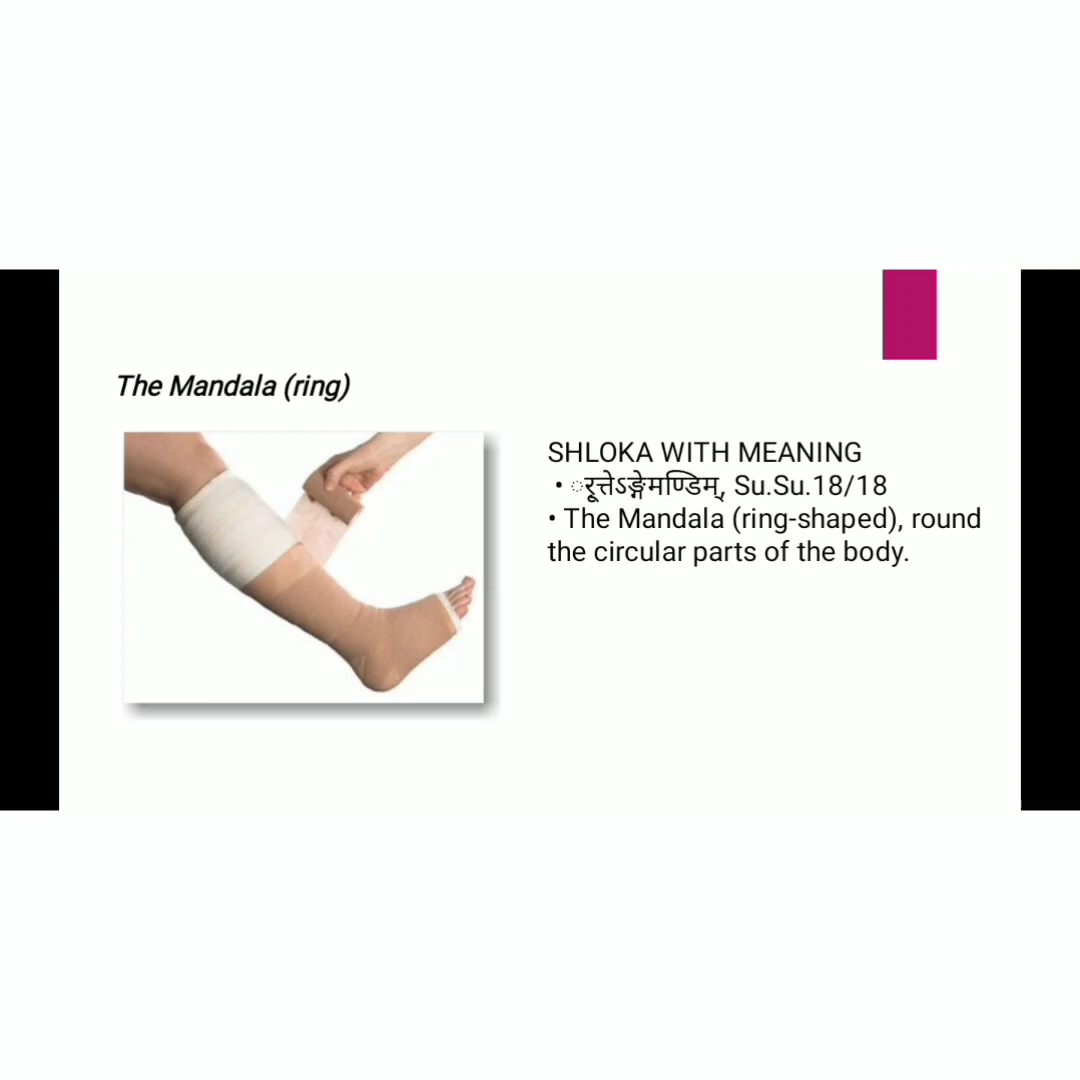 The Mandala (ring)
SHLOKA WITH MEANING
• र्‍ूत्तेऽङ्गेमण्डिम्, Su.Su.18/18
• The Mandala (ring-shaped), round
the circular parts of the body.